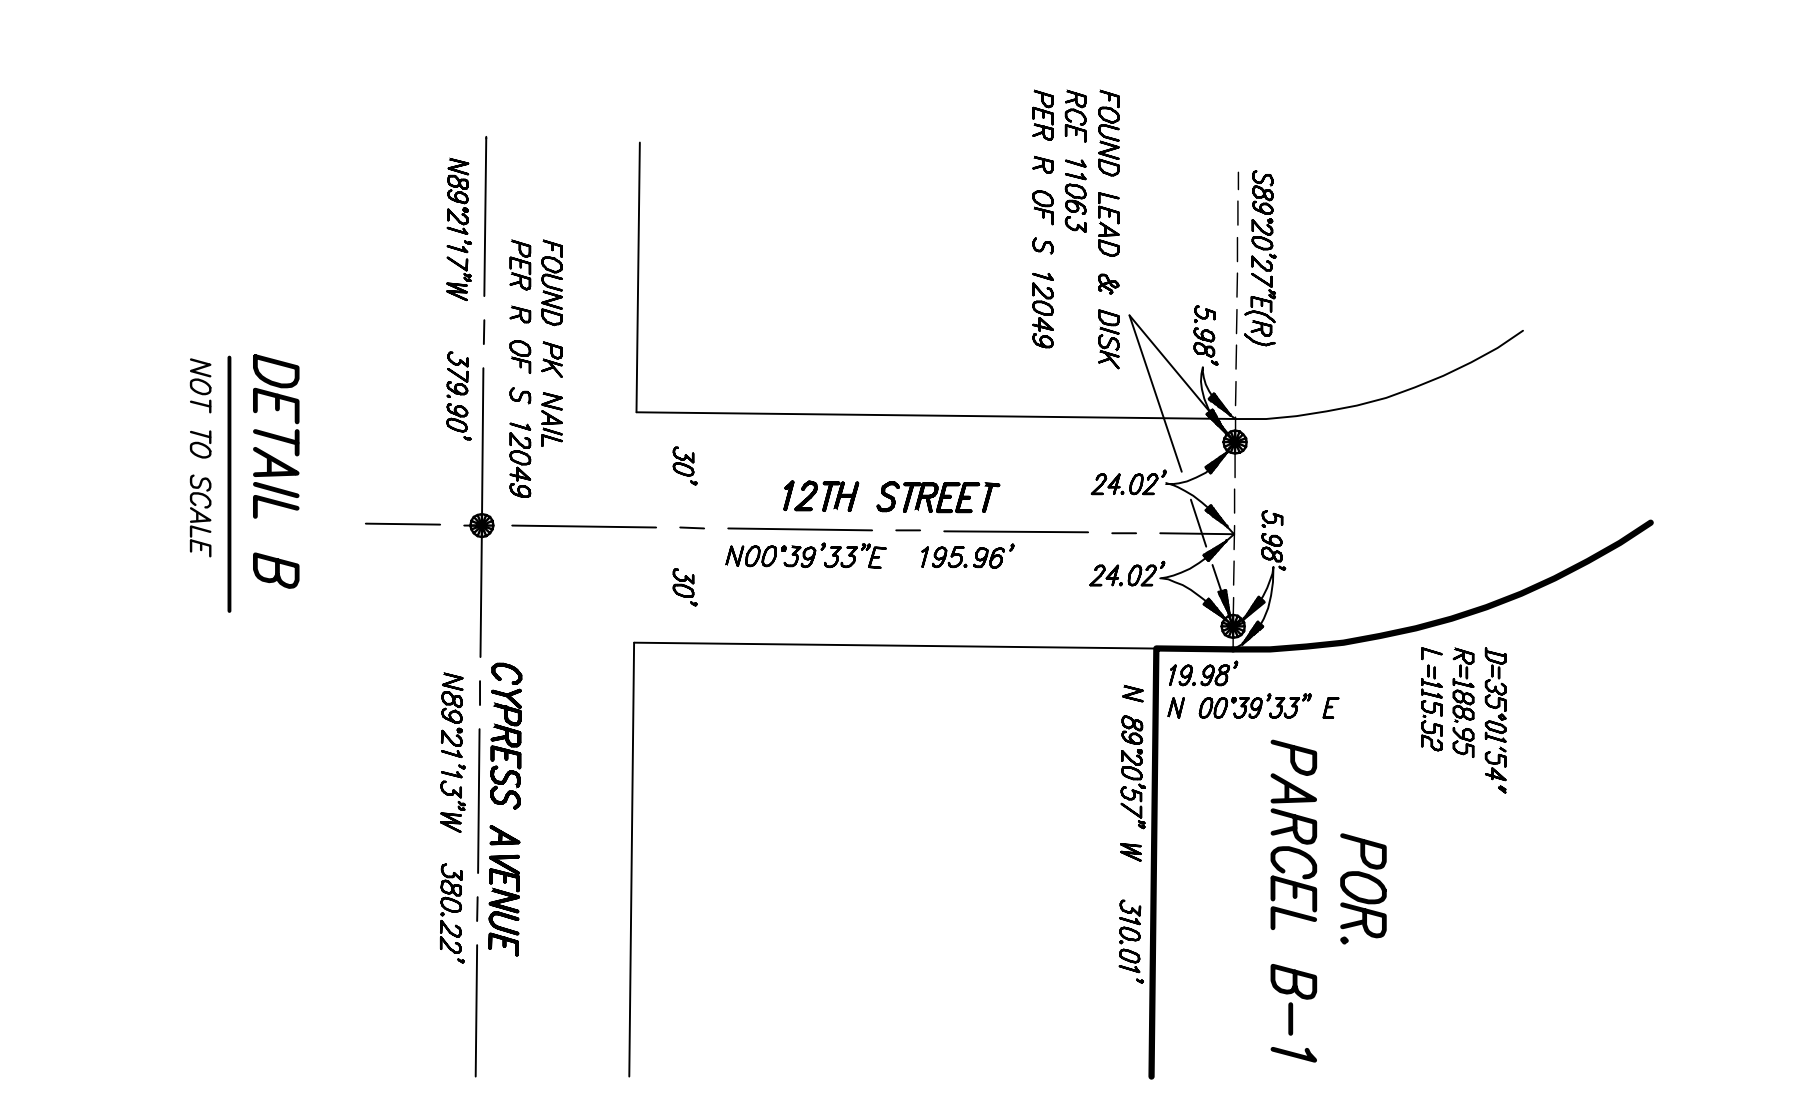 FOUND LEAD & DISK
RCE 11063
PER R OF S 12049
S89°20'27"E(R)
5.98'
24.02'
5.98'
24.02'
12TH STREET
N00°39'33"E 195.96'
30'
30'
FOUND PK NAIL
PER R OF S 12049
N89°21'17"W 379.90'
CYPRESS AVENUE
N89°21'13"W 380.22'
D=35°01'54"
R=188.95
L=115.52
19.98'
N 00°39'33" E
N 89°20'57" W 310.01'
POR.
PARCEL B-1
DETAIL B
NOT TO SCALE